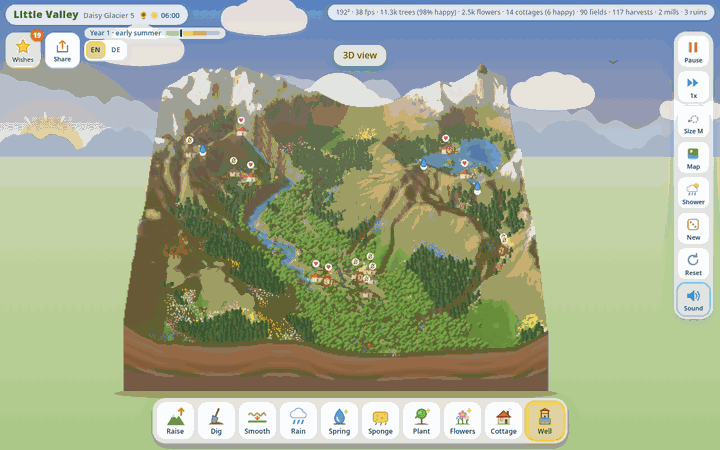 Little Valley Daisy Glacier 5 06:00
192² · 38 fps · 11.3k trees (98% happy) · 2.5k flowers · 14 cottages (6 happy) · 90 fields · 117 harvests · 2 mills · 3 ruins
Year 1 · early summer
19
Wishes
Share
EN DE
3D view
Pause
1x
Size M
Map
Shower
New
Reset
Sound
Raise
Dig
Smooth
Rain
Spring
Sponge
Plant
Flowers
Cottage
Well